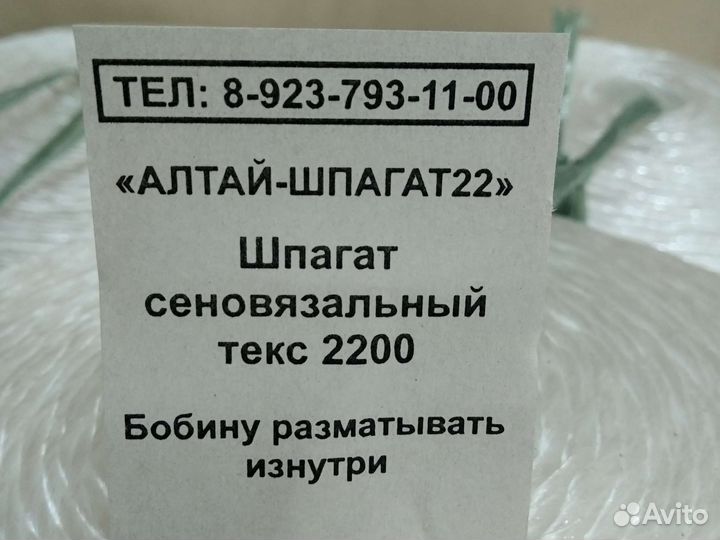 ТЕЛ: 8-923-793-11-00
«АЛТАЙ-ШПАГАТ22»
Шпагат
сеновязальный
текс 2200
Бобину разматывать
изнутри
Avito